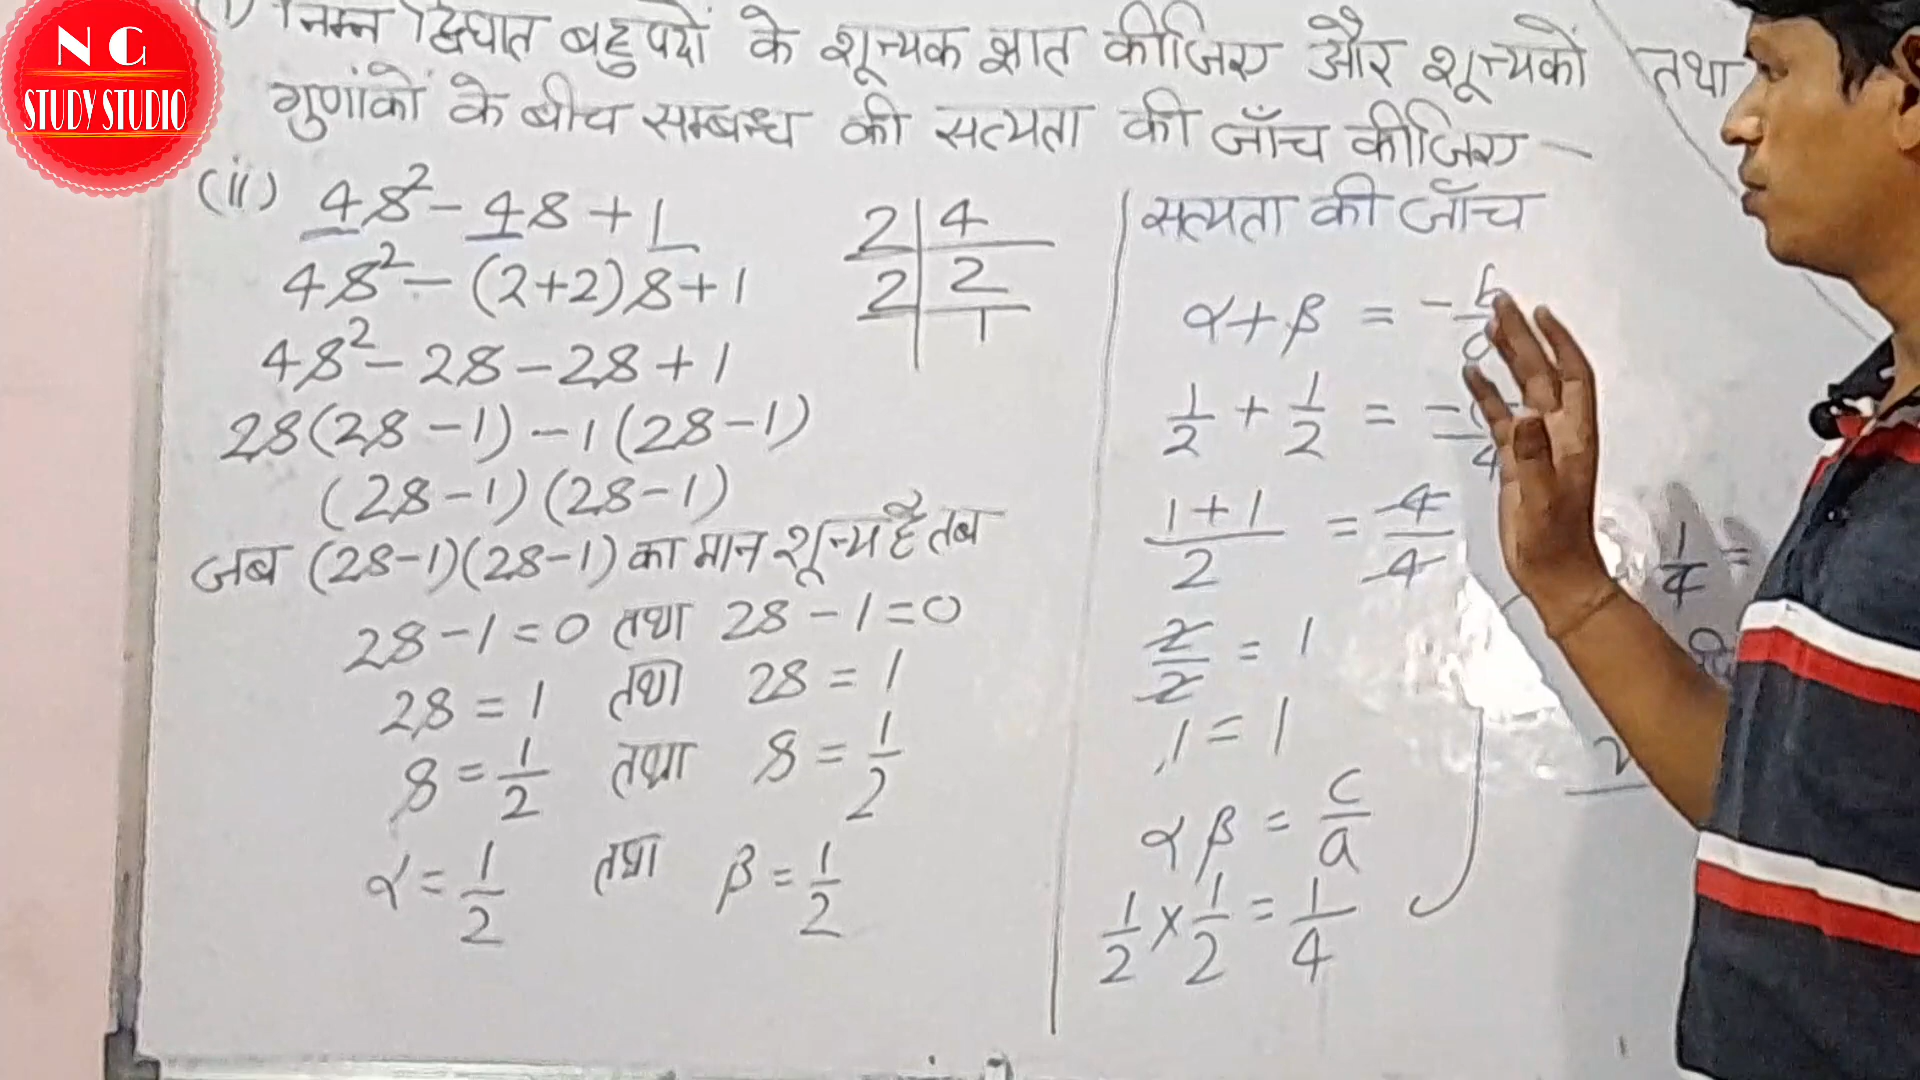 NG
STUDY STUDIO
निम्न द्विघात बहुपदों के शून्यक ज्ञात कीजिए और शून्यकों तथा
गुणांकों के बीच सम्बन्ध की सत्यता की जाँच कीजिए –
(ii) 4s² - 4s + 1
4s² - (2+2)s + 1
4s² - 2s - 2s + 1
2s(2s - 1) - 1(2s - 1)
(2s - 1)(2s - 1)
जब (2s-1)(2s-1) का मान शून्य है तब
2s - 1 = 0 तथा 2s - 1 = 0
2s = 1 तथा 2s = 1
s = 1/2 तथा s = 1/2
α = 1/2 तथा β = 1/2
2 | 4
2 | 2
1
सत्यता की जाँच
α + β = - b/
1/2 + 1/2 = -
1+1/2 = 4/4
2/2 = 1
1 = 1
αβ = c/a
1/2 × 1/2 = 1/4
1/4 =